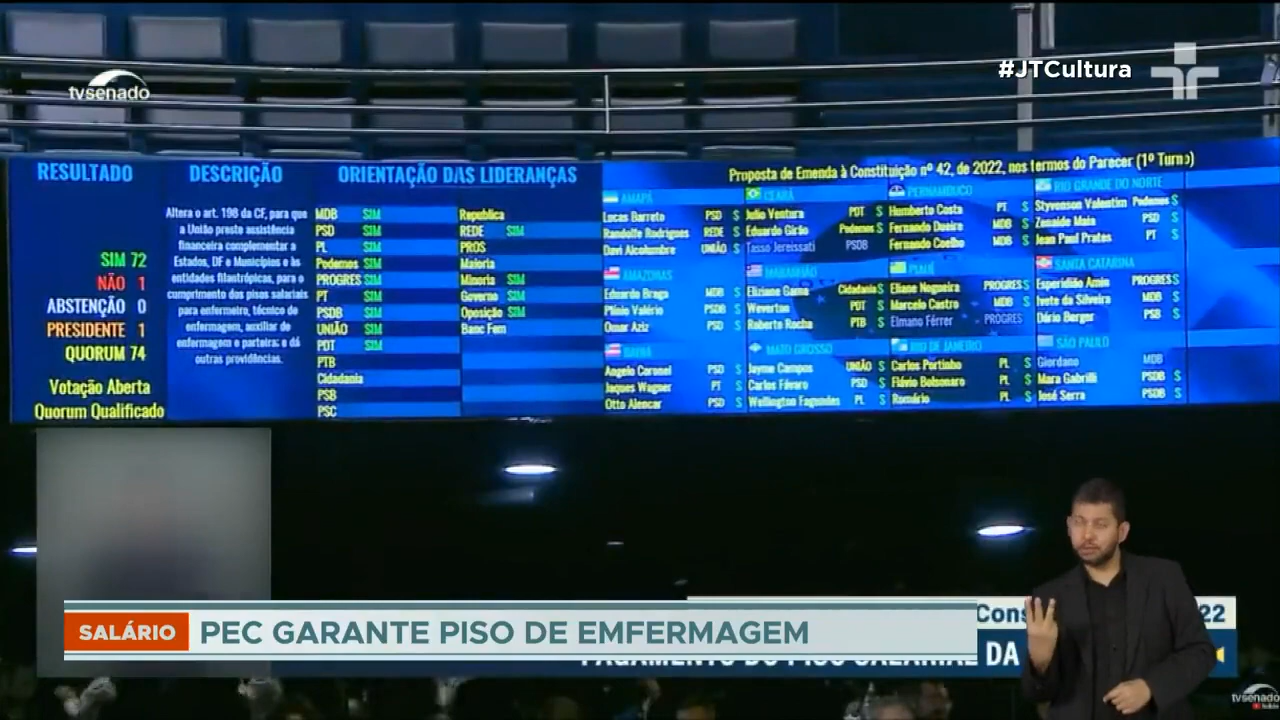 tvsenado
#JTCultura
RESULTADO
SIM 72
NÃO 1
ABSTENÇÃO 0
PRESIDENTE 1
QUORUM 74
Votação Aberta
Quorum Qualificado
DESCRIÇÃO
Altera o art. 198 da CF, para que
a União preste assistência
financeira complementar a
Estados, DF e Municípios e às
entidades filantrópicas, para o
cumprimento dos pisos salariais
para enfermeiro, técnico de
enfermagem, auxiliar de
enfermagem e parteira; e dá
outras providências.
ORIENTAÇÃO DAS LIDERANÇAS
MDB SIM
PSD SIM
PL SIM
Podemos SIM
PROGRES SIM
PT SIM
PSDB SIM
UNIÃO SIM
PDT SIM
PTB
Cidadania
PSB
PSC
Republica
REDE SIM
PROS
Maioria
Minoria SIM
Governo SIM
Oposição SIM
Banc Fem
Proposta de Emenda à Constituição nº 42, de 2022, nos termos do Parecer (1º Turno)
AMAPÁ
Lucas Barreto PSD S
Randolfe Rodrigues REDE S
Davi Alcolumbre UNIÃO S
AMAZONAS
Eduardo Braga MDB S
Plínio Valério PSDB S
Omar Aziz PSD S
BAHIA
Angelo Coronel PSD S
Jaques Wagner PT S
Otto Alencar PSD S
CEARÁ
Julio Ventura PDT S
Eduardo Girão Podemos S
Tasso Jereissati PSDB
MARANHÃO
Eliziane Gama Cidadania S
Weverton PDT S
Roberto Rocha PTB S
MATO GROSSO
Jayme Campos UNIÃO S
Carlos Fávaro PSD S
Wellington Fagundes PL S
PERNAMBUCO
Humberto Costa PT S
Fernando Dueire MDB S
Fernando Coelho MDB S
PIAUÍ
Eliane Nogueira PROGRES S
Marcelo Castro MDB S
Elmano Férrer PROGRES
RIO DE JANEIRO
Carlos Portinho PL S
Flávio Bolsonaro PL S
Romário PL S
RIO GRANDE DO NORTE
Styvenson Valentim Podemos S
Zenaide Maia PSD S
Jean Paul Prates PT S
SANTA CATARINA
Esperidião Amin PROGRES S
Ivete da Silveira MDB S
Dário Berger PSB S
SÃO PAULO
Giordano MDB
Mara Gabrilli PSDB S
José Serra PSDB S
Cons
22
SALÁRIO
PEC GARANTE PISO DE EMFERMAGEM
PAGAMENTO DO PISO SALARIAL DA
tvsenado